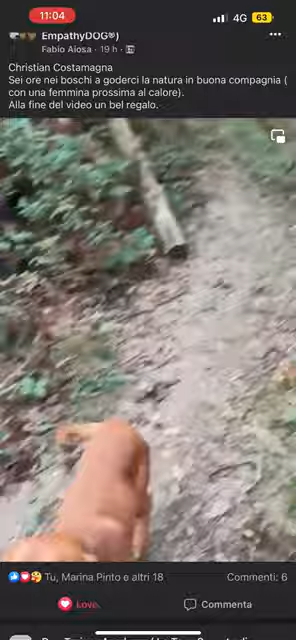 11:04
4G 63
EmpathyDOG®)
Fabio Aiosa · 19 h ·
Christian Costamagna
Sei ore nei boschi a goderci la natura in buona compagnia (
con una femmina prossima al calore).
Alla fine del video un bel regalo.
Tu, Marina Pinto e altri 18
Commenti: 6
Love
Commenta